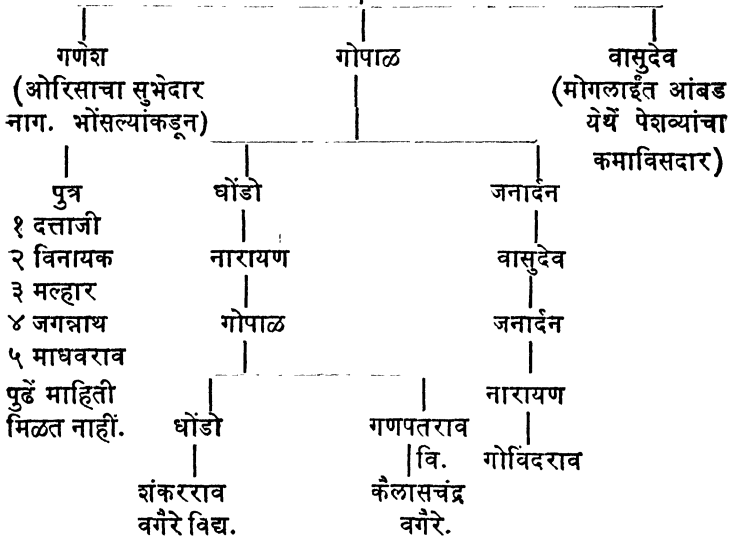 गणेश गोपाळ वासुदेव
(ओरिसाचा सुभेदार (मोगलाईंत आंबड
नाग. भोंसल्यांकडून) येथें पेशव्यांचा
कमाविसदार)
पुत्र धोंडो जनार्दन
१ दत्ताजी
२ विनायक नारायण वासुदेव
३ मल्हार
४ जगन्नाथ गोपाळ जनार्दन
५ माधवराव
पुढें माहिती नारायण
मिळत नाहीं. धोंडो गणपतराव
वि. गोविंदराव
शंकरराव कैलासचंद्र
वगैरे विद्य. वगैरे.